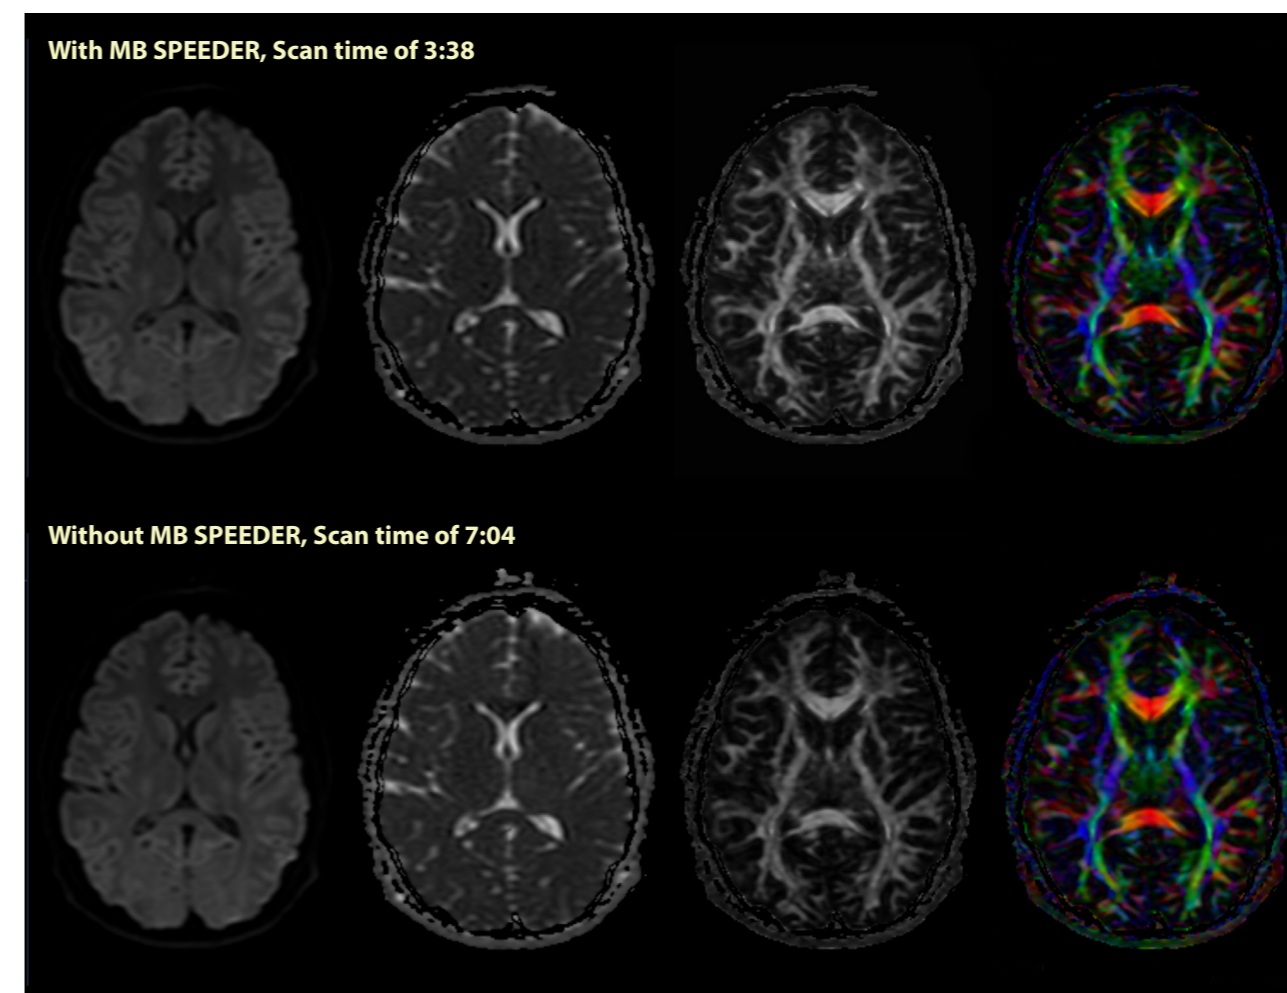 With MB SPEEDER, Scan time of 3:38
Without MB SPEEDER, Scan time of 7:04